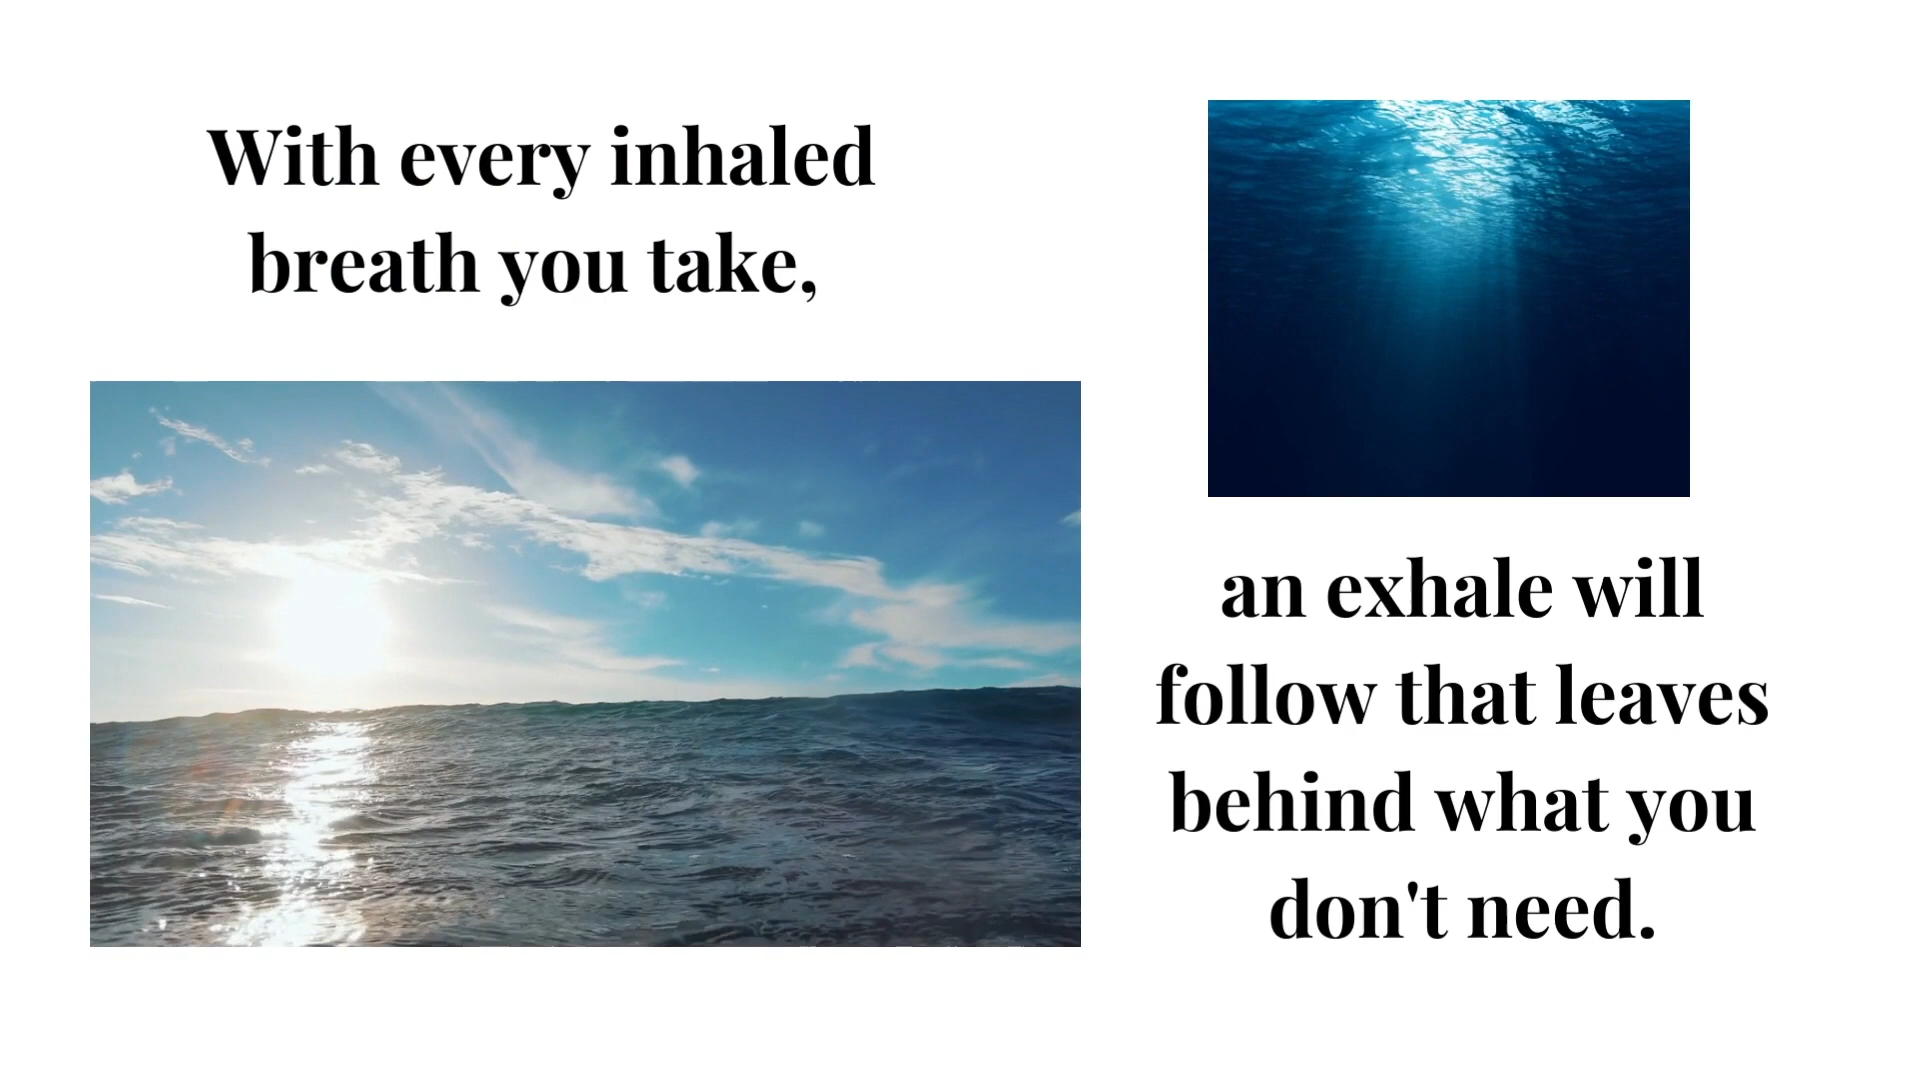 With every inhaled
breath you take,
an exhale will
follow that leaves
behind what you
don't need.